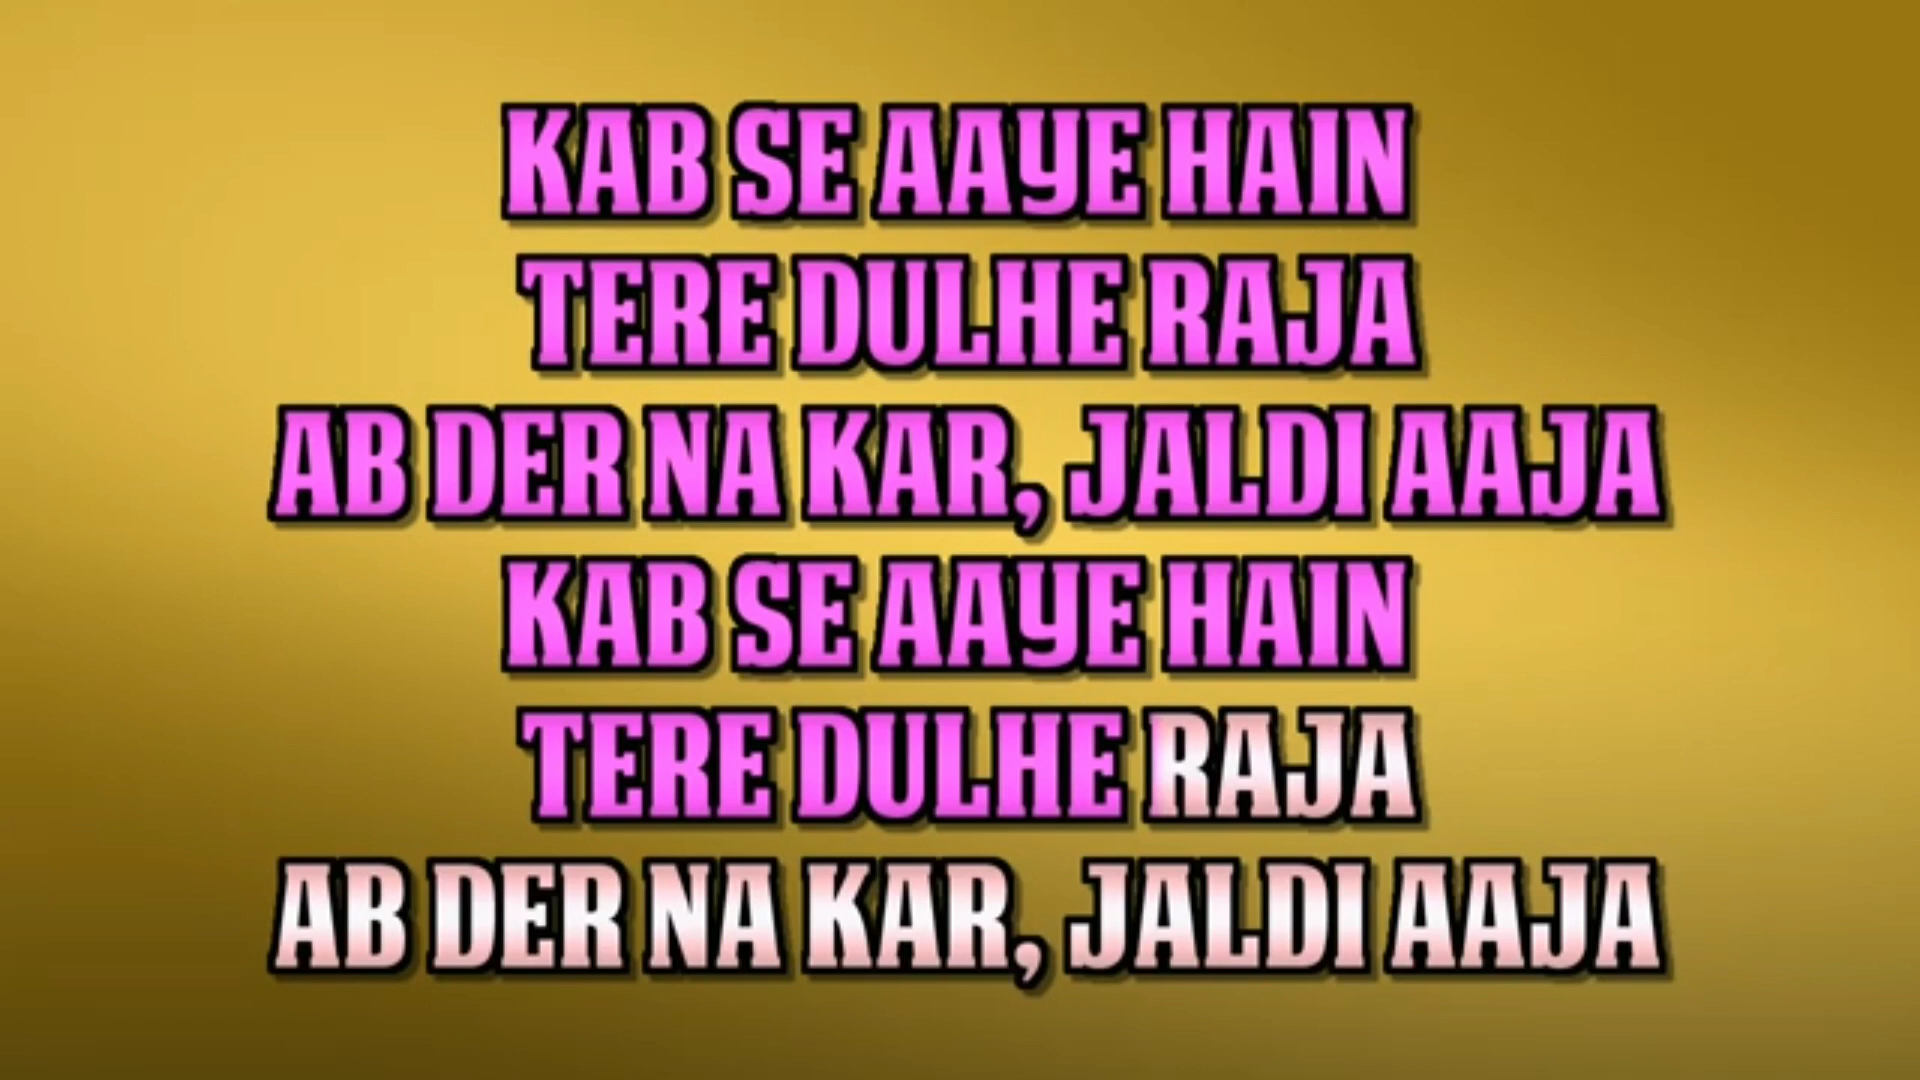 KAB SE AAYE HAIN
TERE DULHE RAJA
AB DER NA KAR, JALDI AAJA
KAB SE AAYE HAIN
TERE DULHE RAJA
AB DER NA KAR, JALDI AAJA